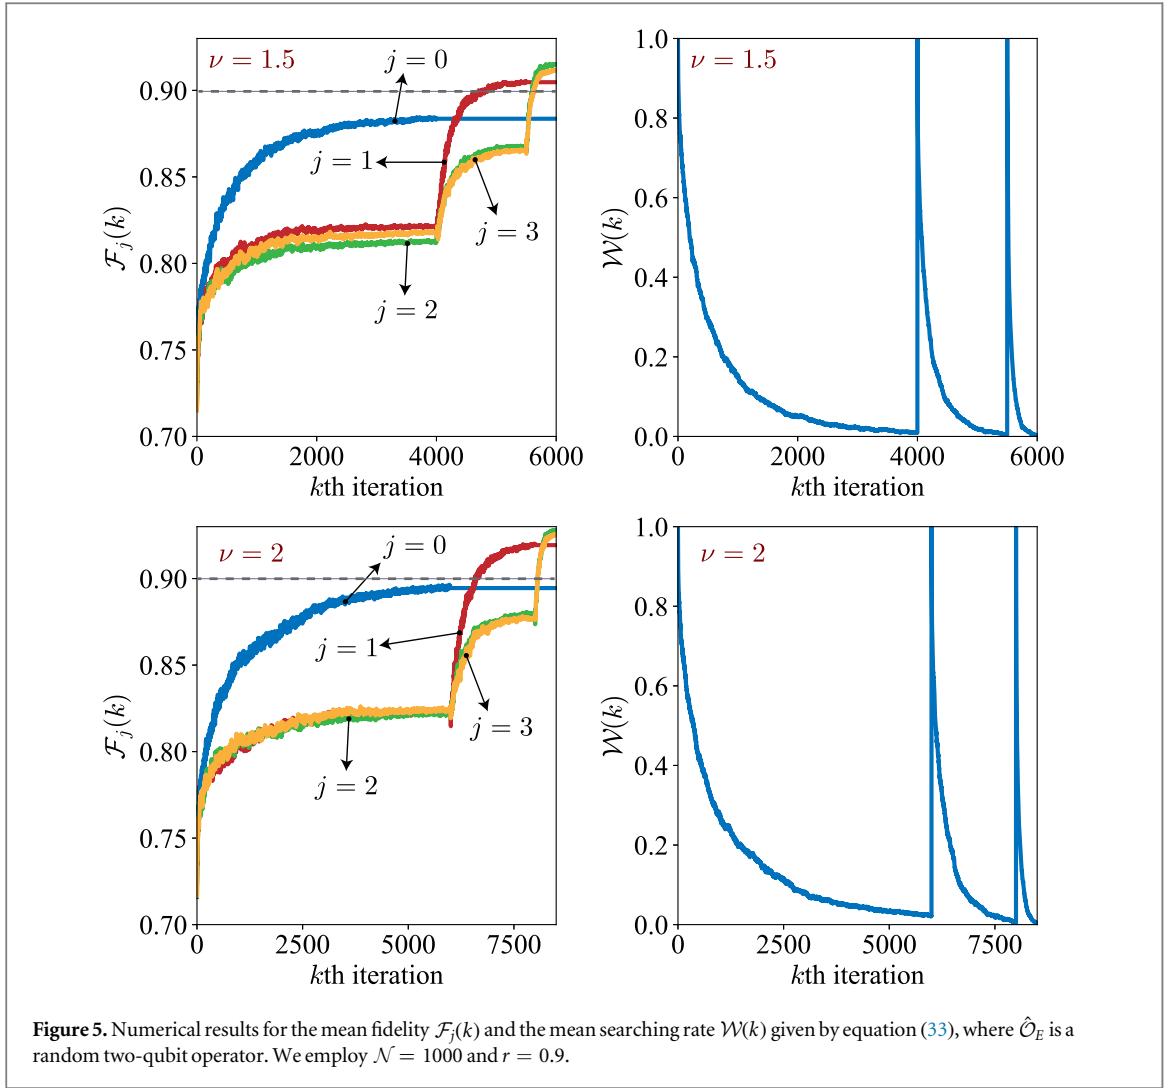 ν = 1.5
j = 0
j = 1
j = 3
j = 2
0.90
0.85
0.80
0.75
0.70
0
2000
4000
6000
kth iteration
ℱj(k)
ν = 1.5
1.0
0.8
0.6
0.4
0.2
0.0
0
2000
4000
6000
kth iteration
𝒲(k)
ν = 2
j = 0
j = 1
j = 3
j = 2
0.90
0.85
0.80
0.75
0.70
0
2500
5000
7500
kth iteration
ℱj(k)
ν = 2
1.0
0.8
0.6
0.4
0.2
0.0
0
2500
5000
7500
kth iteration
𝒲(k)
Figure 5. Numerical results for the mean fidelity ℱj(k) and the mean searching rate 𝒲(k) given by equation (33), where 𝒪̂E is a
random two-qubit operator. We employ 𝒩 = 1000 and r = 0.9.